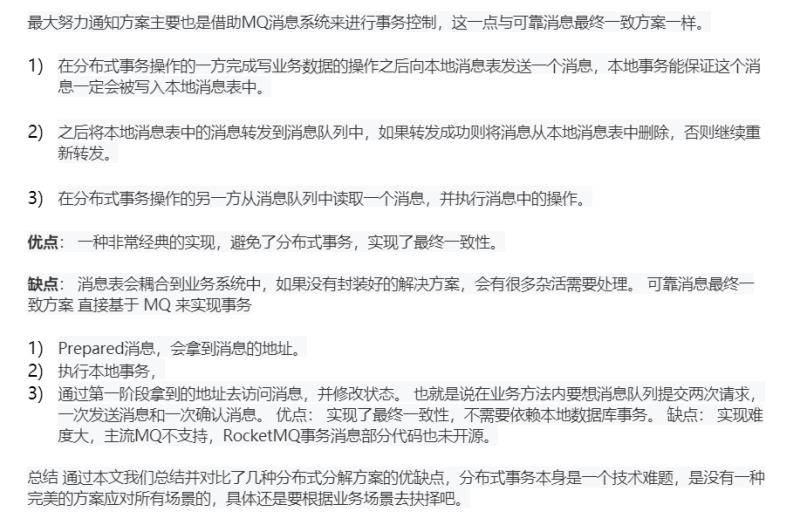 最大努力通知方案主要也是借助MQ消息系统来进行事务控制，这一点与可靠消息最终一致方案一样。
1) 在分布式事务操作的一方完成写业务数据的操作之后向本地消息表发送一个消息，本地事务能保证这个消
息一定会被写入本地消息表中。
2) 之后将本地消息表中的消息转发到消息队列中，如果转发成功则将消息从本地消息表中删除，否则继续重
新转发。
3) 在分布式事务操作的另一方从消息队列中读取一个消息，并执行消息中的操作。
优点： 一种非常经典的实现，避免了分布式事务，实现了最终一致性。
缺点： 消息表会耦合到业务系统中，如果没有封装好的解决方案，会有很多杂活需要处理。 可靠消息最终一
致方案 直接基于 MQ 来实现事务
1) Prepared消息，会拿到消息的地址。
2) 执行本地事务，
3) 通过第一阶段拿到的地址去访问消息，并修改状态。 也就是说在业务方法内要想消息队列提交两次请求，
一次发送消息和一次确认消息。 优点： 实现了最终一致性，不需要依赖本地数据库事务。 缺点： 实现难
度大，主流MQ不支持，RocketMQ事务消息部分代码也未开源。
总结 通过本文我们总结并对比了几种分布式分解方案的优缺点，分布式事务本身是一个技术难题，是没有一种
完美的方案应对所有场景的，具体还是要根据业务场景去抉择吧。